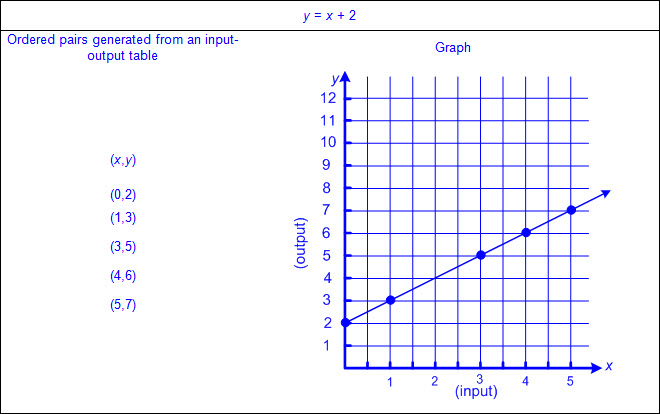 y = x + 2
Ordered pairs generated from an input-
output table
Graph
(x,y)
(0,2)
(1,3)
(3,5)
(4,6)
(5,7)
y
12
11
10
9
8
7
6
5
4
3
2
1
(output)
1 2 3 4 5
x
(input)